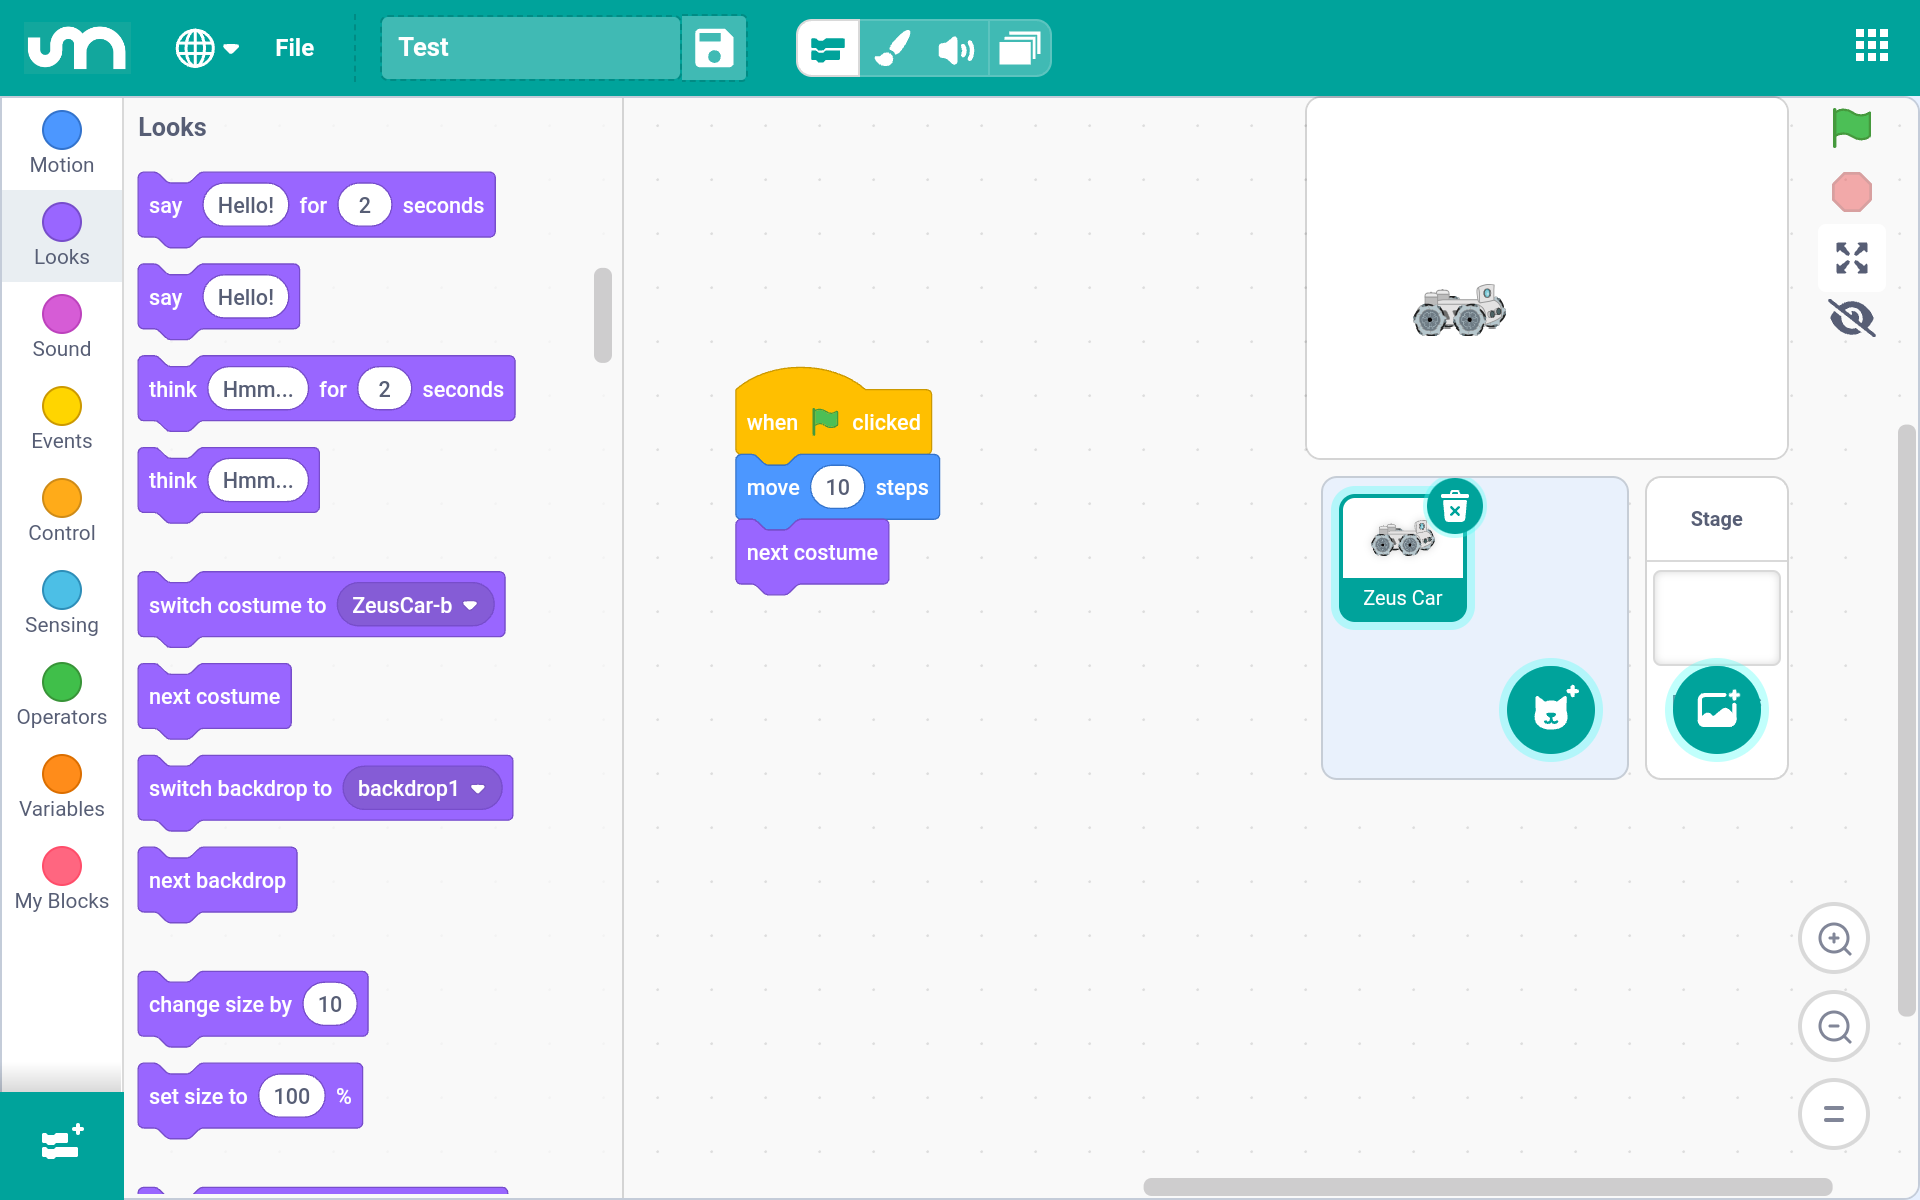 um
File
Test
Motion
Looks
Sound
Events
Control
Sensing
Operators
Variables
My Blocks
Looks
say Hello! for 2 seconds
say Hello!
think Hmm... for 2 seconds
think Hmm...
switch costume to ZeusCar-b
next costume
switch backdrop to backdrop1
next backdrop
change size by 10
set size to 100 %
when clicked
move 10 steps
next costume
Zeus Car
Stage